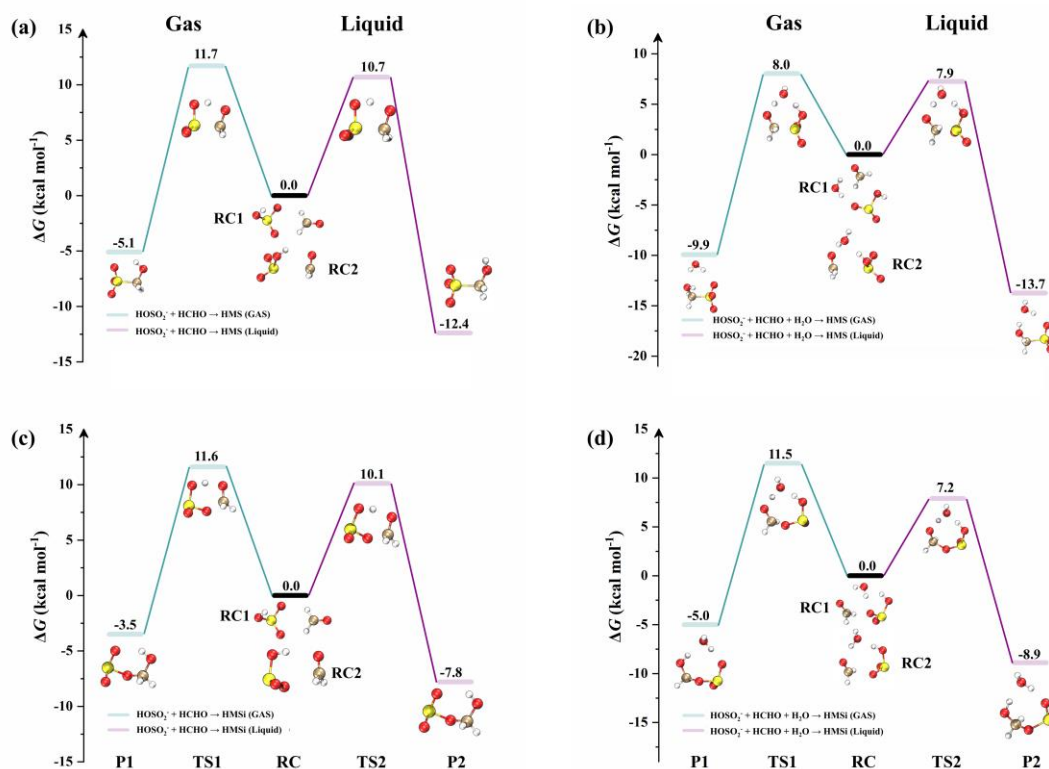 (a)
Gas
Liquid
ΔG (kcal mol⁻¹)
15
10
5
0
-5
-10
-15
11.7
10.7
0.0
RC1
RC2
-5.1
-12.4
HOSO₂⁻ + HCHO → HMS (GAS)
HOSO₂⁻ + HCHO → HMS (Liquid)
(b)
Gas
Liquid
ΔG (kcal mol⁻¹)
10
5
0
-5
-10
-15
-20
8.0
7.9
0.0
RC1
RC2
-9.9
-13.7
HOSO₂⁻ + HCHO + H₂O → HMS (GAS)
HOSO₂⁻ + HCHO + H₂O → HMS (Liquid)
(c)
ΔG (kcal mol⁻¹)
15
10
5
0
-5
-10
-15
11.6
10.1
0.0
RC1
RC2
-3.5
-7.8
HOSO₂⁻ + HCHO → HMSi (GAS)
HOSO₂⁻ + HCHO → HMSi (Liquid)
P1 TS1 RC TS2 P2
(d)
ΔG (kcal mol⁻¹)
15
10
5
0
-5
-10
-15
11.5
7.2
0.0
RC1
RC2
-5.0
-8.9
HOSO₂⁻ + HCHO + H₂O → HMSi (GAS)
HOSO₂⁻ + HCHO + H₂O → HMSi (Liquid)
P1 TS1 RC TS2 P2